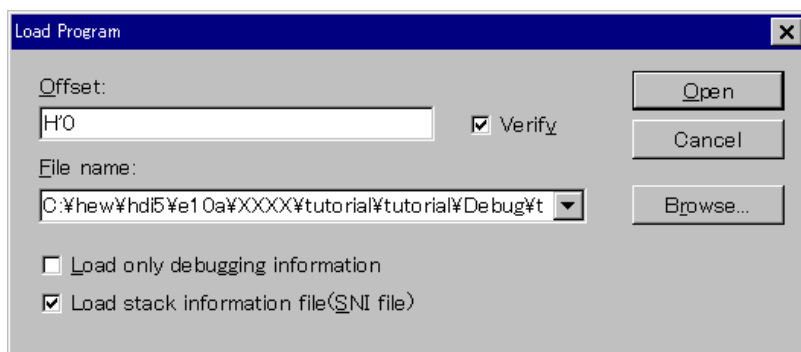 Load Program
Offset:
Open
H'0
Verify
Cancel
File name:
C:¥hew¥hdi5¥e10a¥XXXX¥tutorial¥tutorial¥Debug¥t
Browse...
Load only debugging information
Load stack information file(SNI file)